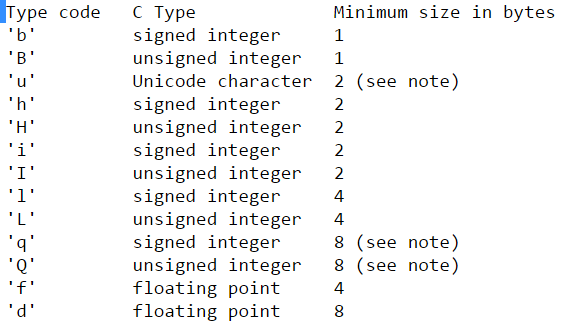 Type code   C Type             Minimum size in bytes
'b'         signed integer     1
'B'         unsigned integer   1
'u'         Unicode character  2 (see note)
'h'         signed integer     2
'H'         unsigned integer   2
'i'         signed integer     2
'I'         unsigned integer   2
'l'         signed integer     4
'L'         unsigned integer   4
'q'         signed integer     8 (see note)
'Q'         unsigned integer   8 (see note)
'f'         floating point     4
'd'         floating point     8